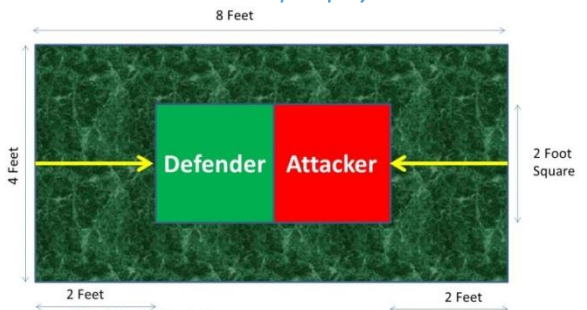 8 Feet
4 Feet
Defender
Attacker
2 Foot
Square
2 Feet
2 Feet